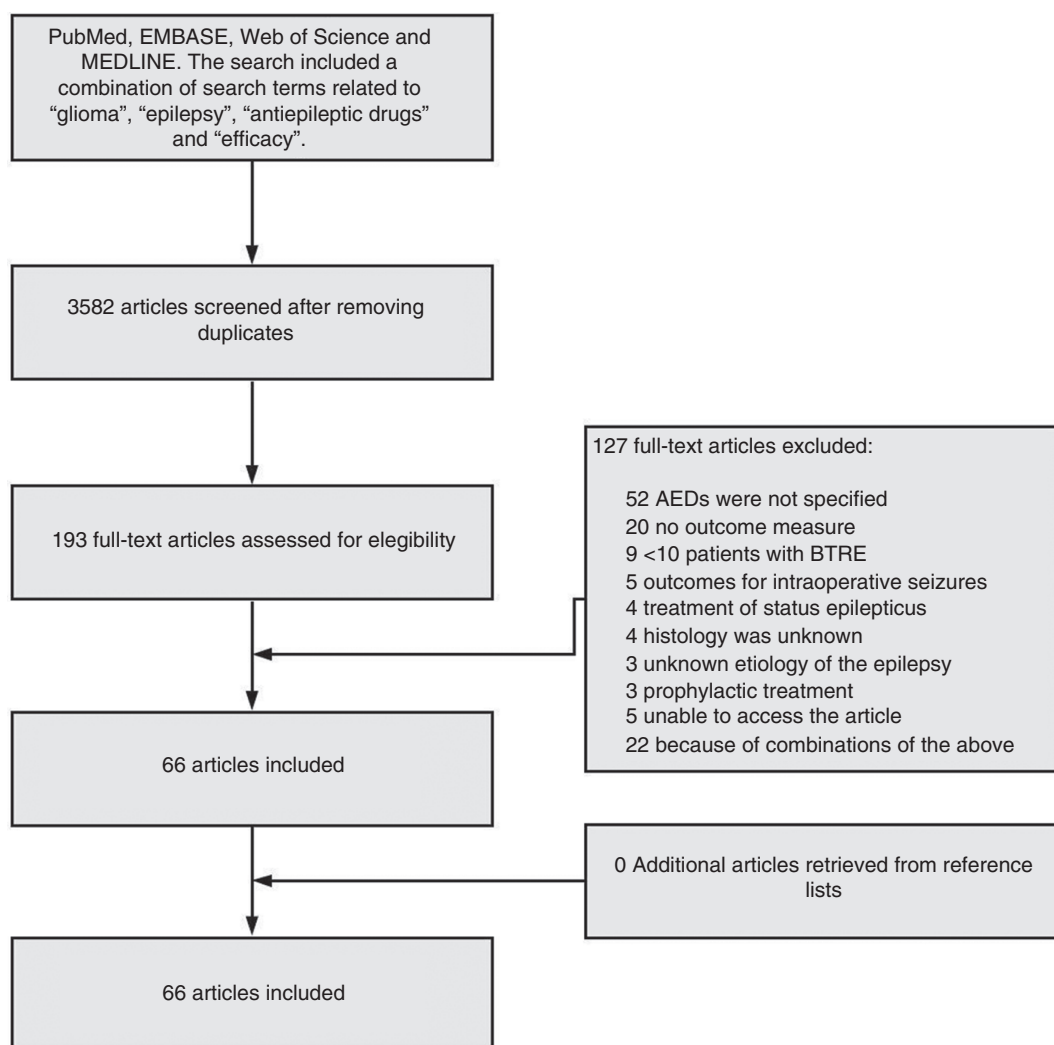 PubMed, EMBASE, Web of Science and
MEDLINE. The search included a
combination of search terms related to
“glioma”, “epilepsy”, “antiepileptic drugs”
and “efficacy”.
3582 articles screened after removing
duplicates
193 full-text articles assessed for elegibility
127 full-text articles excluded:
52 AEDs were not specified
20 no outcome measure
9 <10 patients with BTRE
5 outcomes for intraoperative seizures
4 treatment of status epilepticus
4 histology was unknown
3 unknown etiology of the epilepsy
3 prophylactic treatment
5 unable to access the article
22 because of combinations of the above
66 articles included
0 Additional articles retrieved from reference
lists
66 articles included